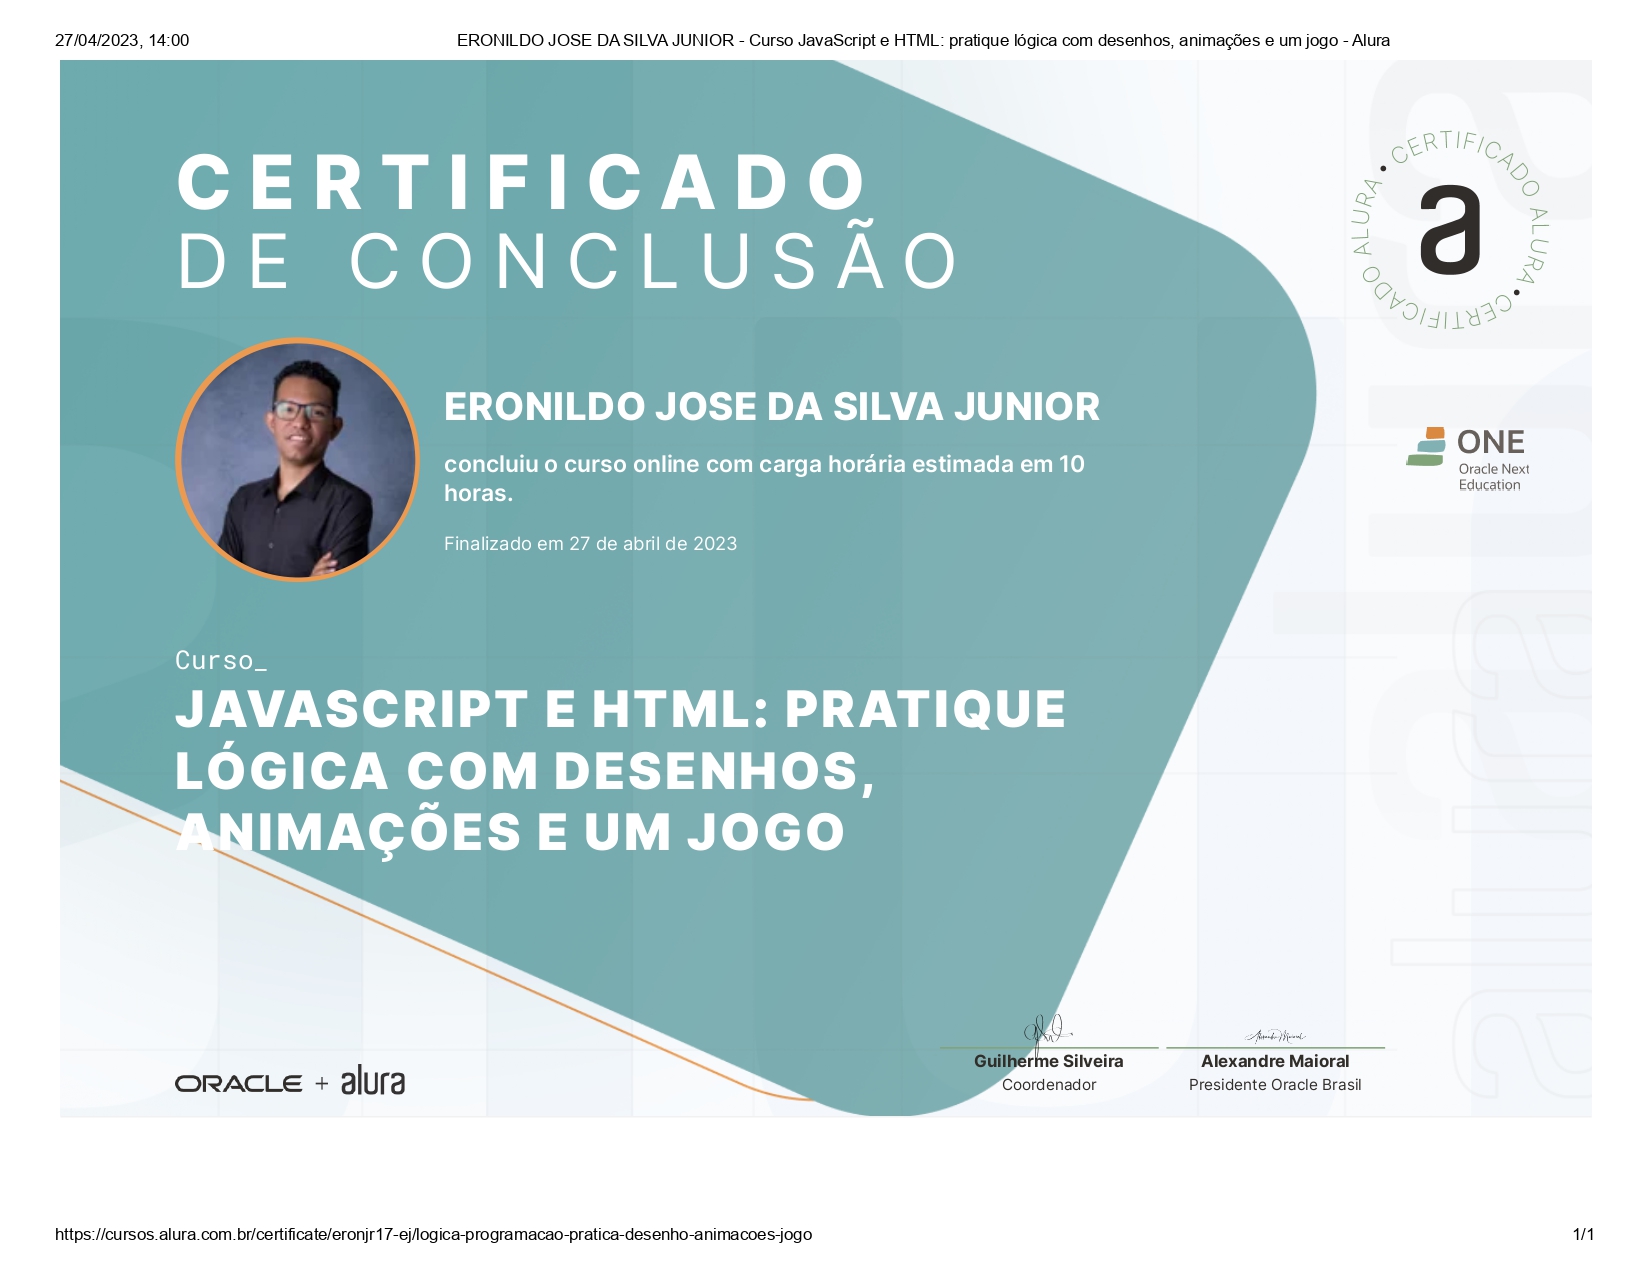 27/04/2023, 14:00
ERONILDO JOSE DA SILVA JUNIOR - Curso JavaScript e HTML: pratique lógica com desenhos, animações e um jogo - Alura
CERTIFICADO
DE CONCLUSÃO
CERTIFICADO ALURA • CERTIFICADO ALURA •
a
ERONILDO JOSE DA SILVA JUNIOR
concluiu o curso online com carga horária estimada em 10
horas.
Finalizado em 27 de abril de 2023
ONE
Oracle Next
Education
Curso_
JAVASCRIPT E HTML: PRATIQUE
LÓGICA COM DESENHOS,
ANIMAÇÕES E UM JOGO
alura
Guilherme Silveira
Coordenador
Alexandre Maioral
Presidente Oracle Brasil
ORACLE + alura
https://cursos.alura.com.br/certificate/eronjr17-ej/logica-programacao-pratica-desenho-animacoes-jogo
1/1